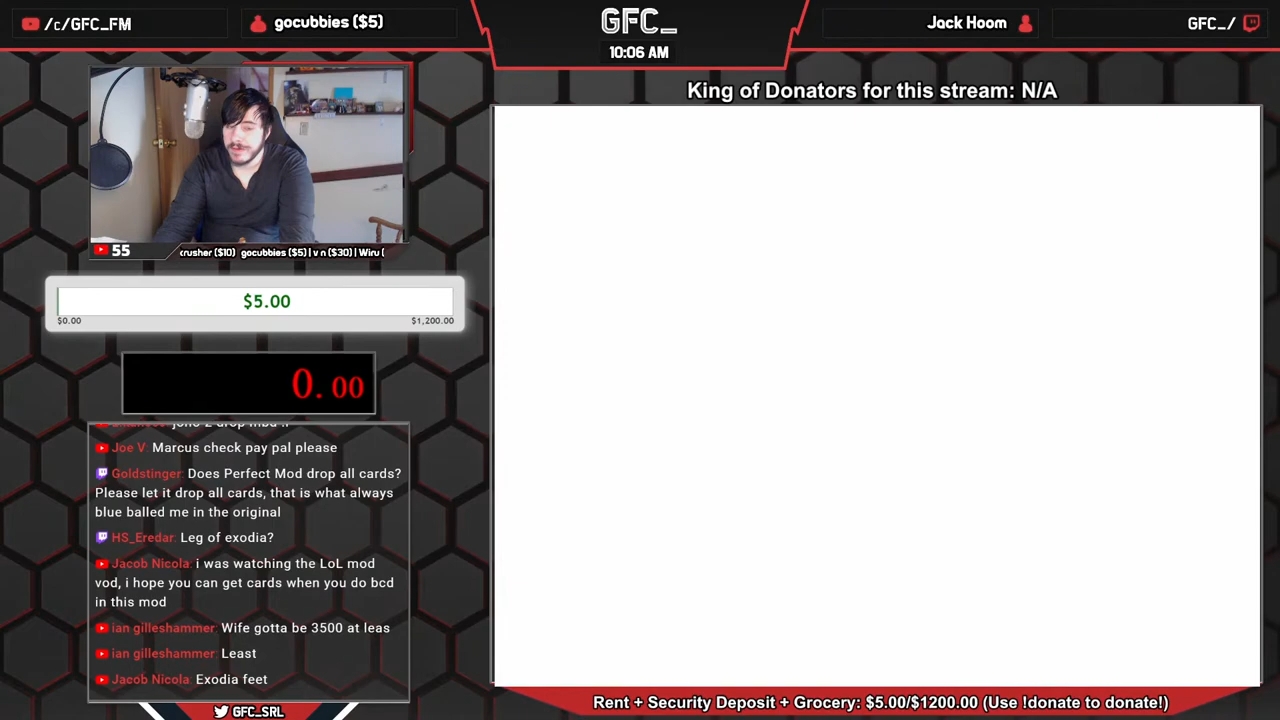 /c/GFC_FM
gocubbies ($5)
GFC_
10:06 AM
Jack Hoom
GFC_/
King of Donators for this stream: N/A
55
crusher ($10) gocubbies ($5) | v n ($30) | Wiru (
$5.00
$0.00
$1,200.00
0.00
Joe V: Marcus check pay pal please
Goldstinger: Does Perfect Mod drop all cards?
Please let it drop all cards, that is what always
blue balled me in the original
HS_Eredar: Leg of exodia?
Jacob Nicola: i was watching the LoL mod
vod, i hope you can get cards when you do bcd
in this mod
ian gilleshammer: Wife gotta be 3500 at leas
ian gilleshammer: Least
Jacob Nicola: Exodia feet
GFC_SRL
Rent + Security Deposit + Grocery: $5.00/$1200.00 (Use !donate to donate!)